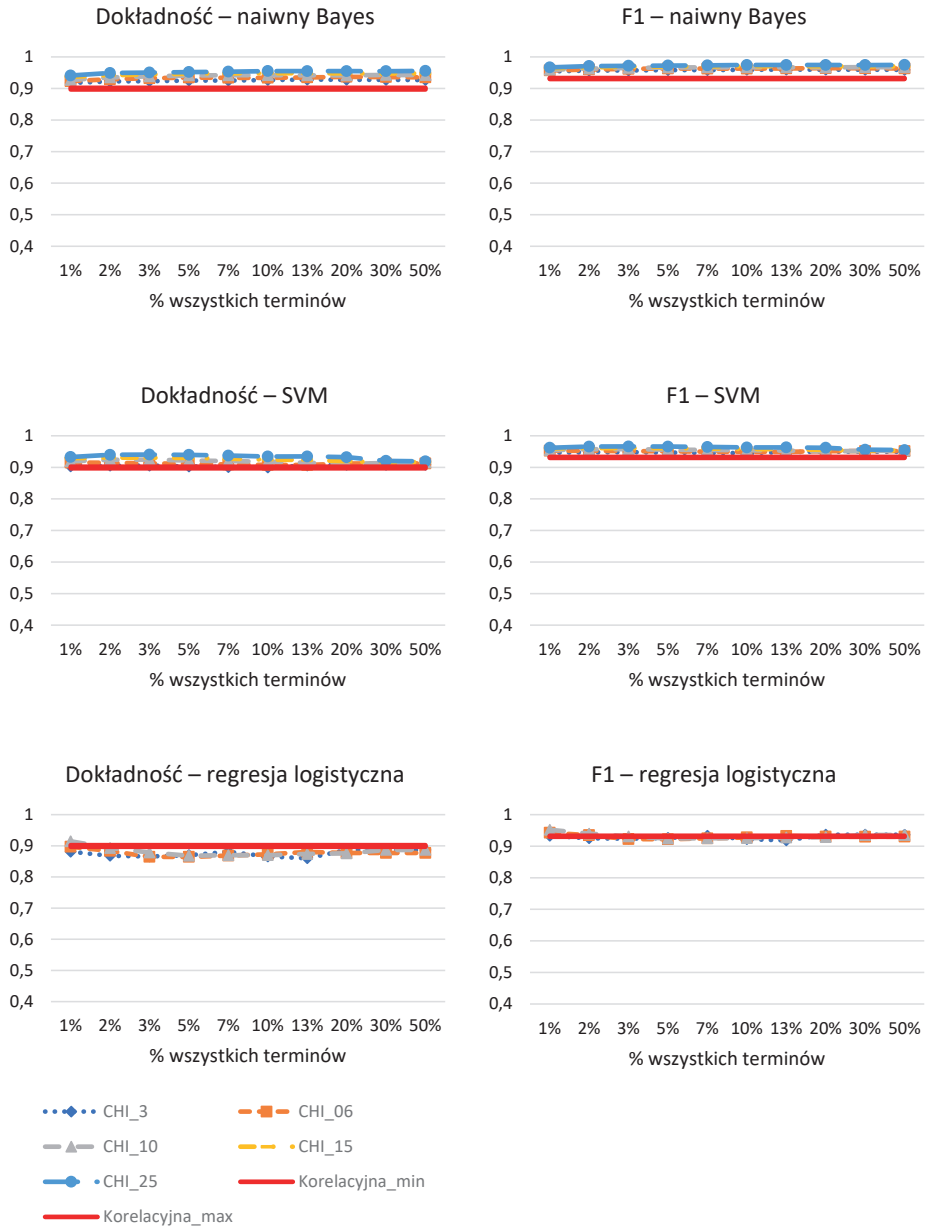 Dokładność – naiwny Bayes
1
0,9
0,8
0,7
0,6
0,5
0,4
1% 2% 3% 5% 7% 10% 13% 20% 30% 50%
% wszystkich terminów
F1 – naiwny Bayes
1
0,9
0,8
0,7
0,6
0,5
0,4
1% 2% 3% 5% 7% 10% 13% 20% 30% 50%
% wszystkich terminów
Dokładność – SVM
1
0,9
0,8
0,7
0,6
0,5
0,4
1% 2% 3% 5% 7% 10% 13% 20% 30% 50%
% wszystkich terminów
F1 – SVM
1
0,9
0,8
0,7
0,6
0,5
0,4
1% 2% 3% 5% 7% 10% 13% 20% 30% 50%
% wszystkich terminów
Dokładność – regresja logistyczna
1
0,9
0,8
0,7
0,6
0,5
0,4
1% 2% 3% 5% 7% 10% 13% 20% 30% 50%
% wszystkich terminów
F1 – regresja logistyczna
1
0,9
0,8
0,7
0,6
0,5
0,4
1% 2% 3% 5% 7% 10% 13% 20% 30% 50%
% wszystkich terminów
CHI_3 CHI_06
CHI_10 CHI_15
CHI_25 Korelacyjna_min
Korelacyjna_max